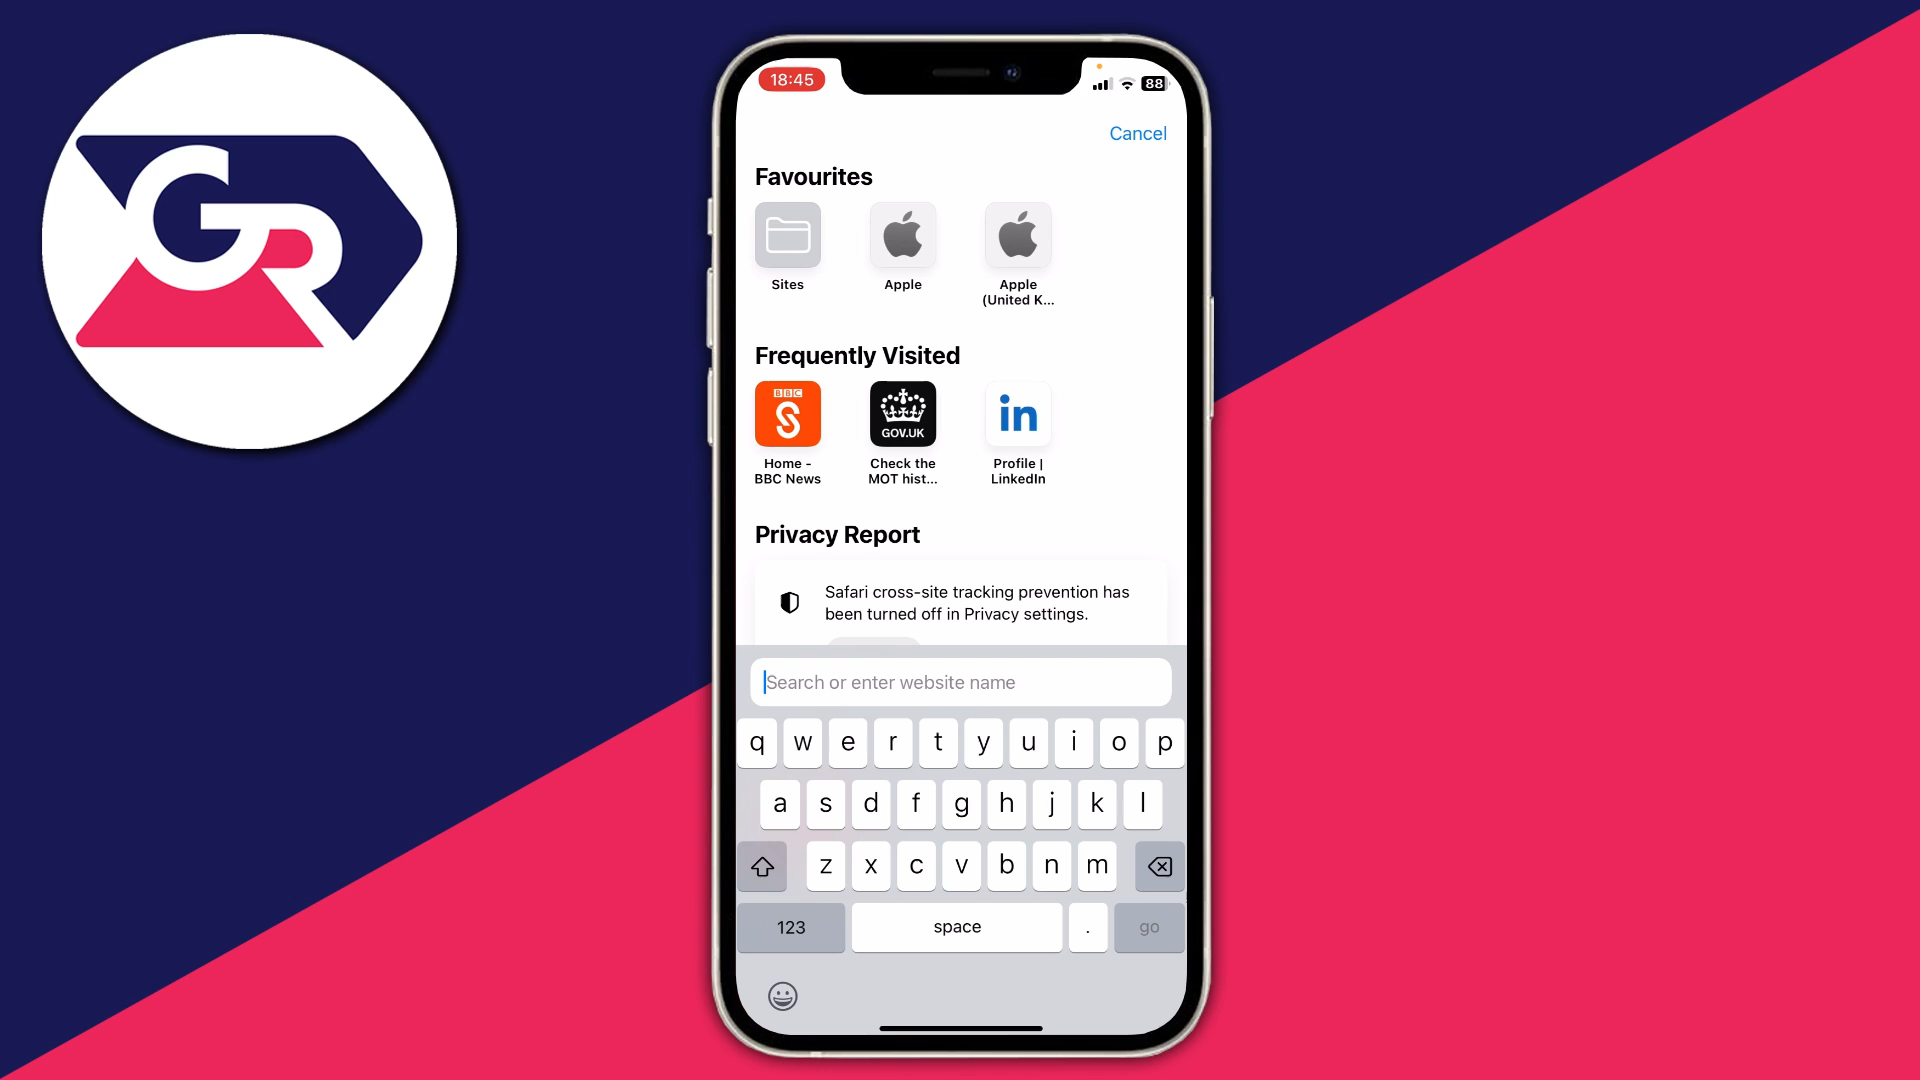 GR
18:45
88
Cancel
Favourites
Sites
Apple
Apple
(United K...
Frequently Visited
BBC
GOV.UK
in
Home -
BBC News
Check the
MOT hist...
Profile |
LinkedIn
Privacy Report
Safari cross-site tracking prevention has
been turned off in Privacy settings.
Search or enter website name
q w e r t y u i o p
a s d f g h j k l
z x c v b n m
123 space . go